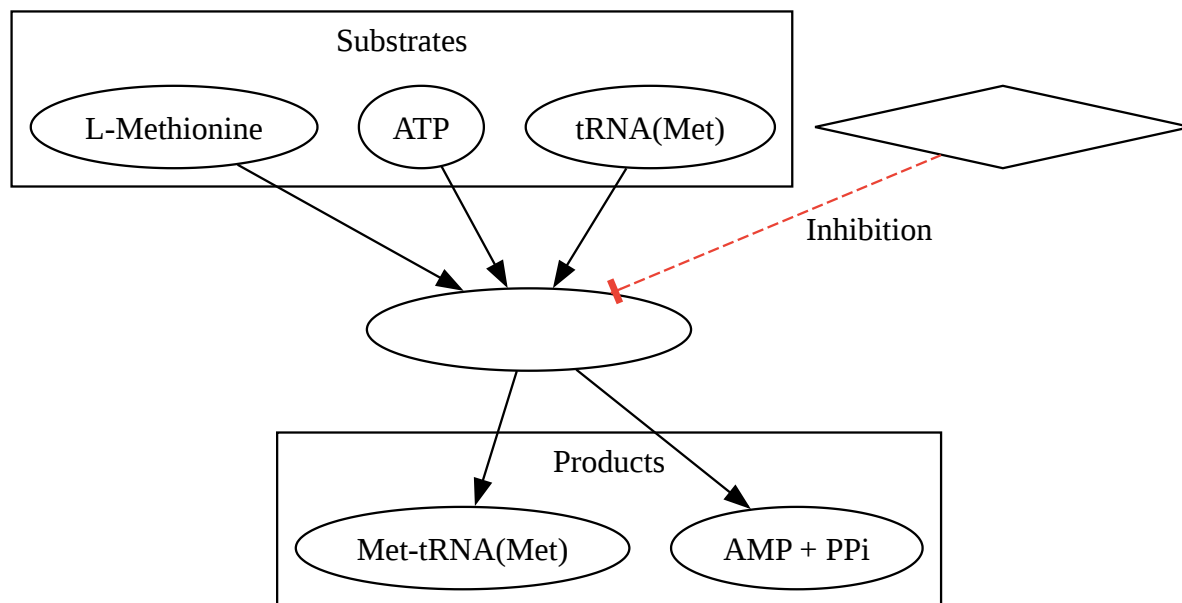 Substrates
L-Methionine
ATP
tRNA(Met)
Inhibition
Products
Met-tRNA(Met)
AMP + PPi